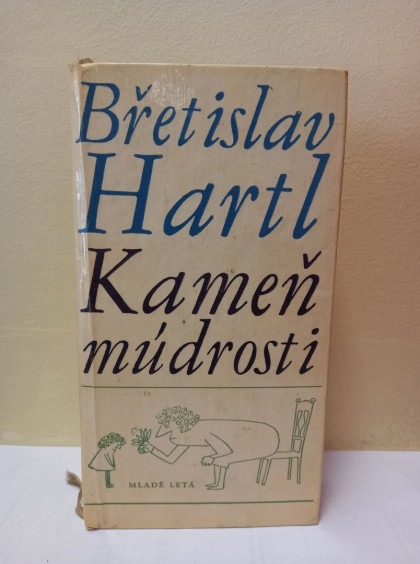 Břetislav
Hartl
Kameň
múdrosti
MLADÉ LETÁ